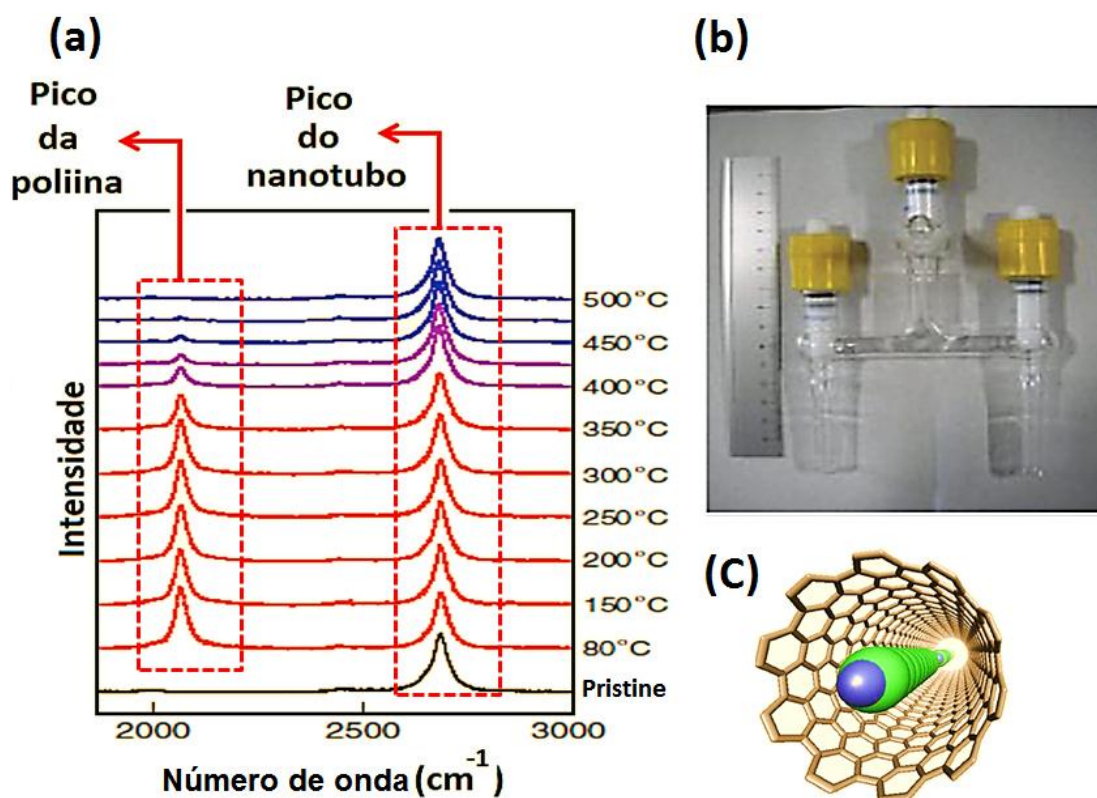 (a)
Pico
da
poliina
Pico
do
nanotubo
500°C
450°C
400°C
350°C
300°C
250°C
200°C
150°C
80°C
Pristine
Intensidade
2000 2500 3000
Número de onda (cm⁻¹)
(b)
(C)